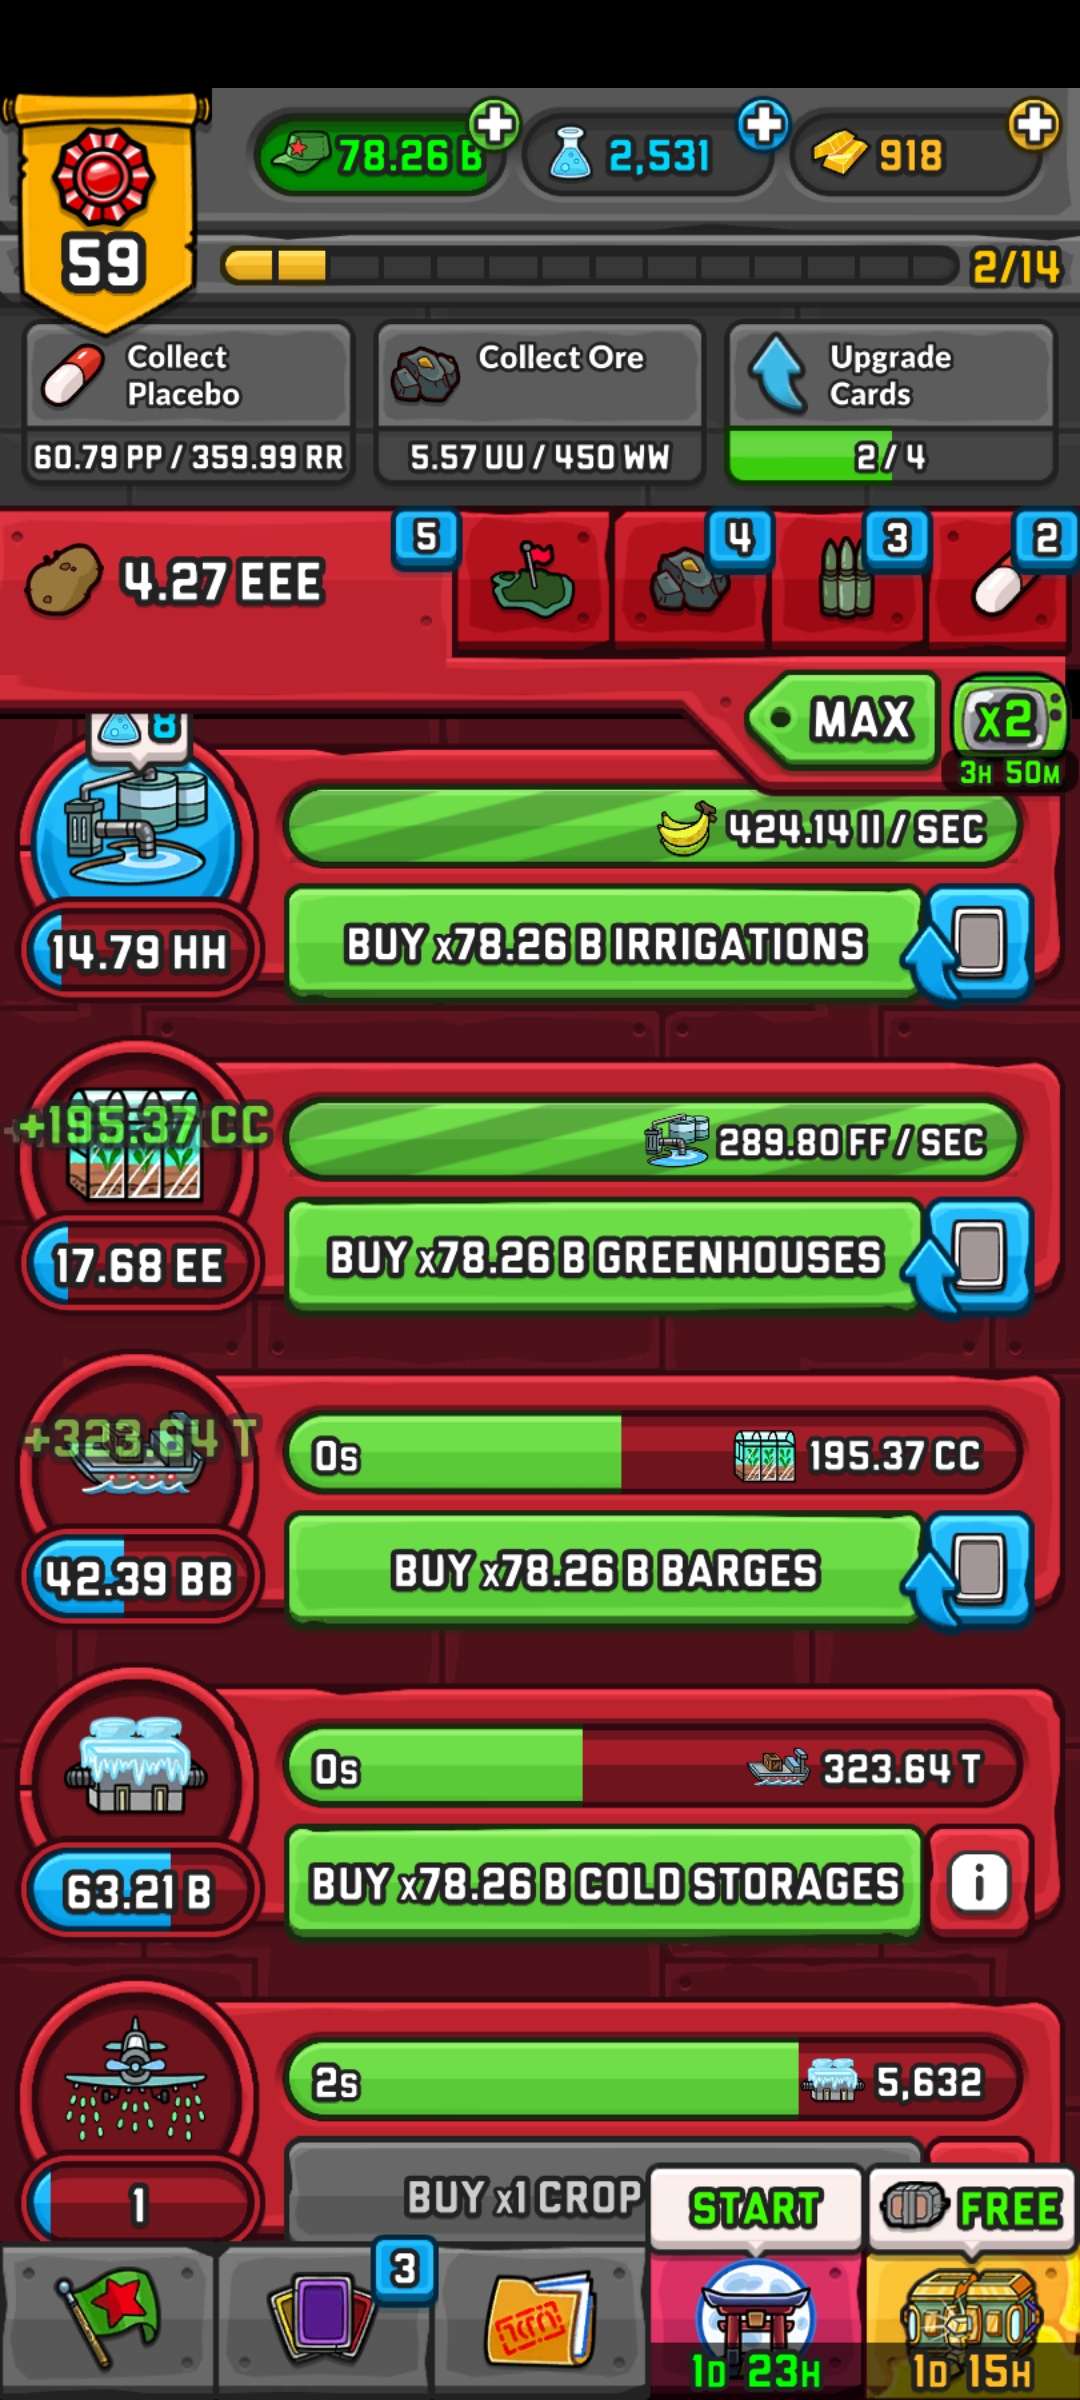 78.26 B
2,531
918
59
2/14
Collect Placebo
60.79 PP / 359.99 RR
Collect Ore
5.57 UU / 450 WW
Upgrade Cards
2 / 4
4.27 EEE
5
4
3
2
MAX
x2
3H 50M
8
424.14 II / SEC
14.79 HH
BUY x78.26 B IRRIGATIONS
+195.37 CC
289.80 FF / SEC
17.68 EE
BUY x78.26 B GREENHOUSES
+323.64 T
0s
195.37 CC
42.39 BB
BUY x78.26 B BARGES
0s
323.64 T
63.21 B
BUY x78.26 B COLD STORAGES
i
2s
5,632
1
BUY x1 CROP
START
FREE
3
1D 23H
1D 15H